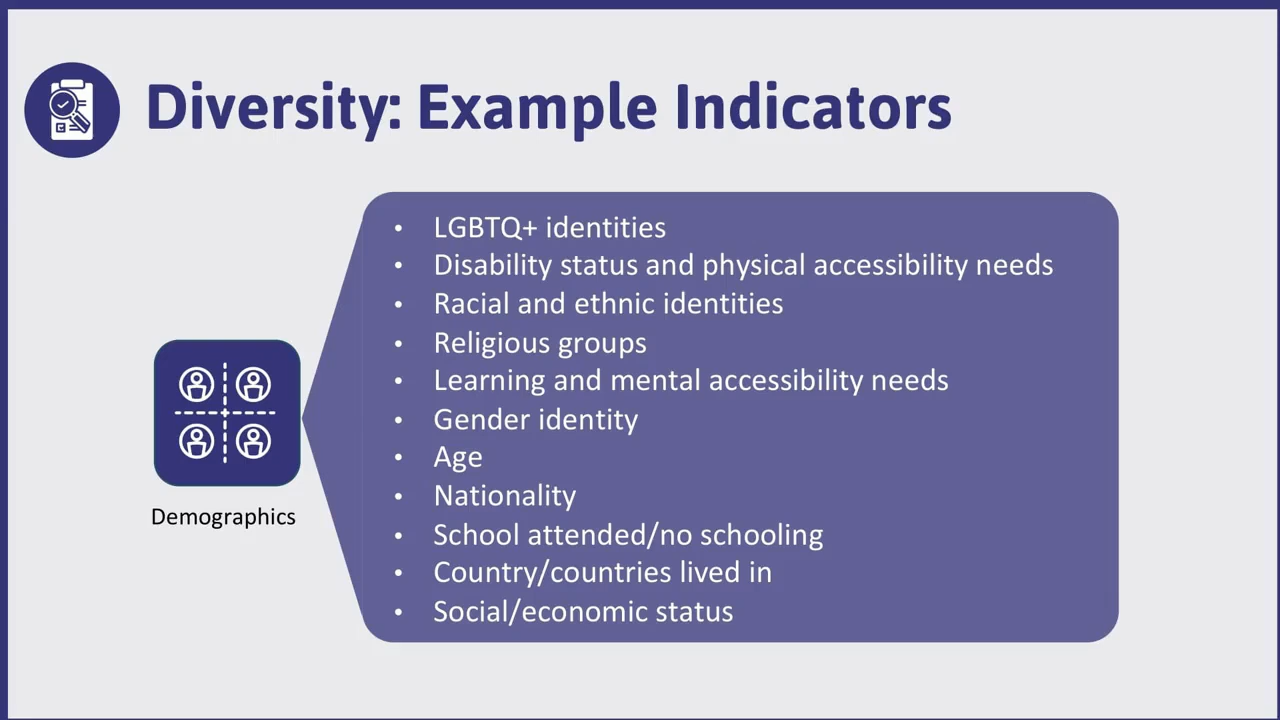 Diversity: Example Indicators
• LGBTQ+ identities
• Disability status and physical accessibility needs
• Racial and ethnic identities
• Religious groups
• Learning and mental accessibility needs
• Gender identity
• Age
• Nationality
• School attended/no schooling
• Country/countries lived in
• Social/economic status
Demographics